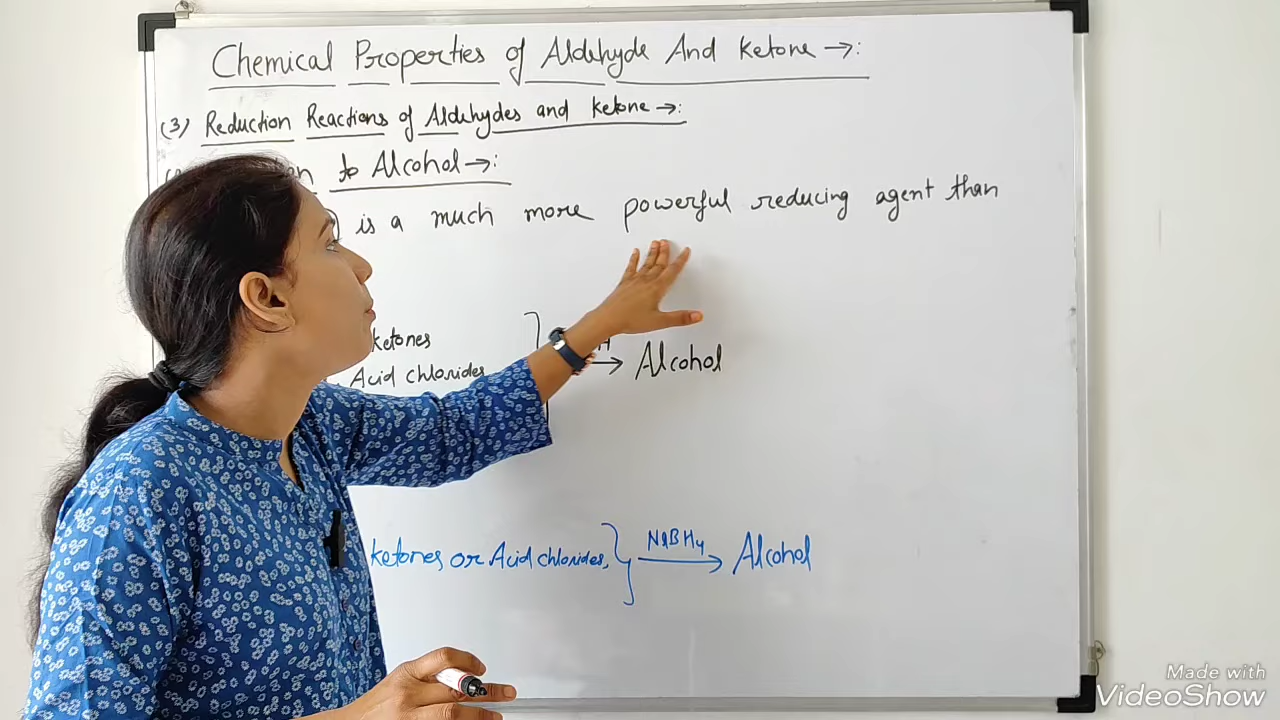 Chemical Properties of Aldehyde And Ketone →:
(3) Reduction Reactions of Aldehydes and Ketone →:
to Alcohol →:
is a much more powerful reducing agent than
ketones
Acid chlorides
Alcohol
ketones or Acid chlorides,
NaBH4
Alcohol
Made with
VideoShow